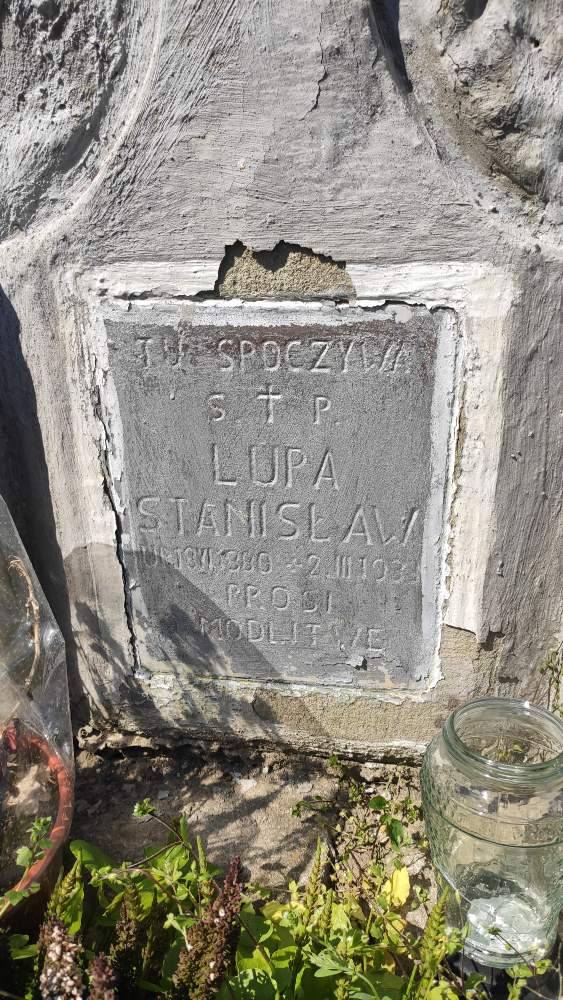 TU SPOCZYWA
S. † P.
LUPA
STANISŁAW
PROSI
MODLITWE